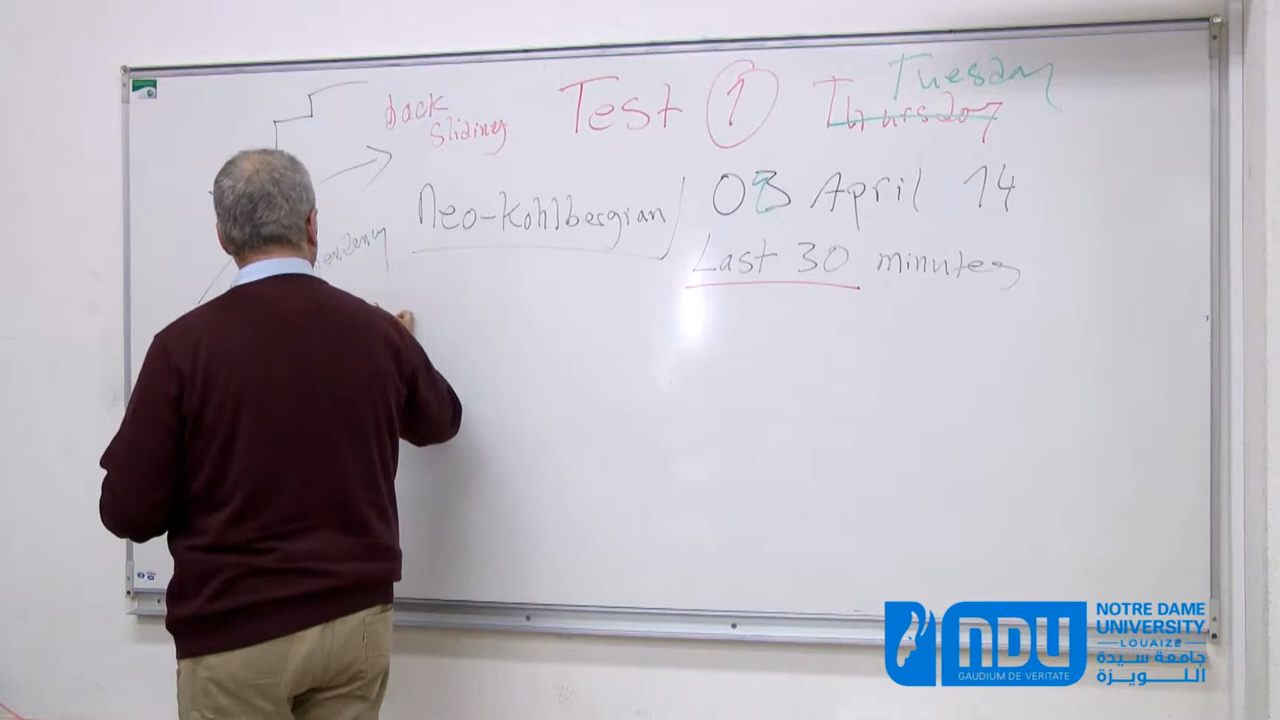 back
sliding
Test 1
Tuesday
Thursday
Neo-Kohlbergian
08 April 14
Last 30 minutes
NDU
GAUDIUM DE VERITATE
NOTRE DAME
UNIVERSITY
LOUAIZE
جامعة سيدة
اللويزة